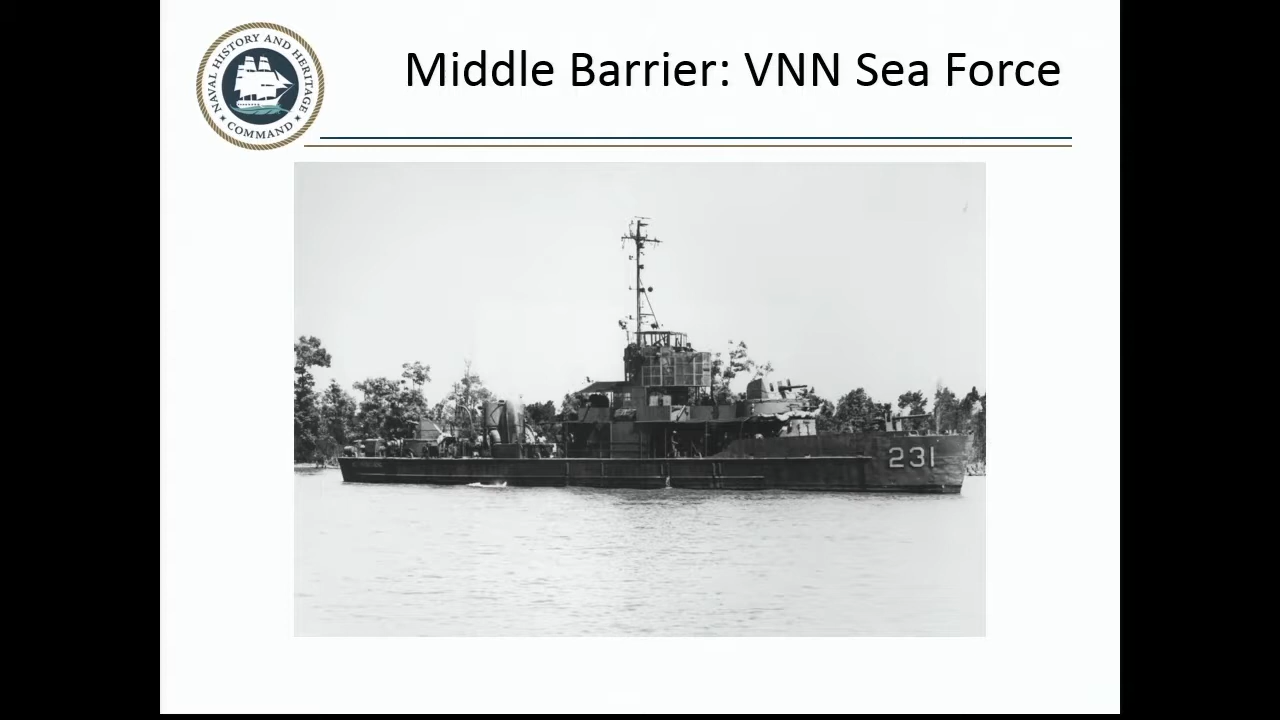 Middle Barrier: VNN Sea Force
NAVAL HISTORY AND HERITAGE
★ COMMAND ★
231